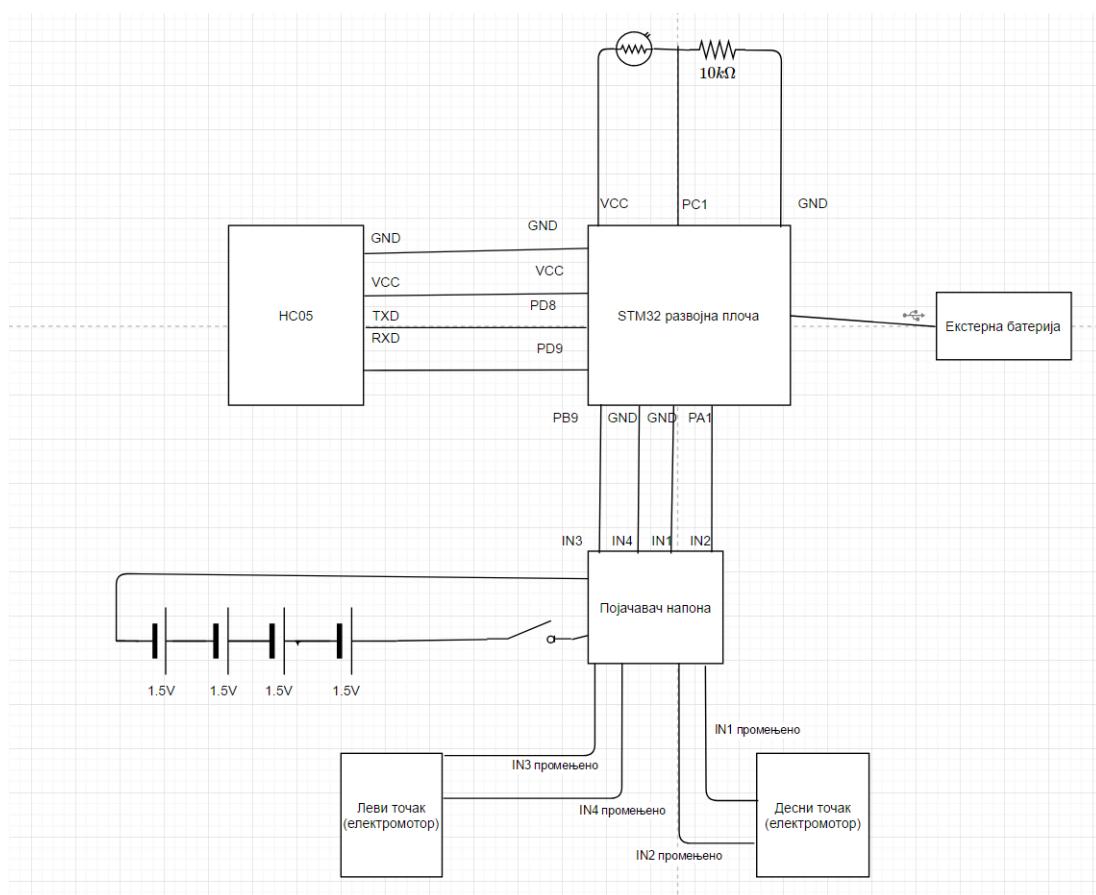 10kΩ
VCC
PC1
GND
GND
GND
VCC
VCC
PD8
HC05
TXD
STM32 развојна плоча
Екстерна батерија
RXD
PD9
PB9
GND
GND
PA1
IN3
IN4
IN1
IN2
Појачавач напона
1.5V
1.5V
1.5V
1.5V
IN1 промењено
IN3 промењено
Леви точак
(електромотор)
IN4 промењено
Десни точак
(електромотор)
IN2 промењено